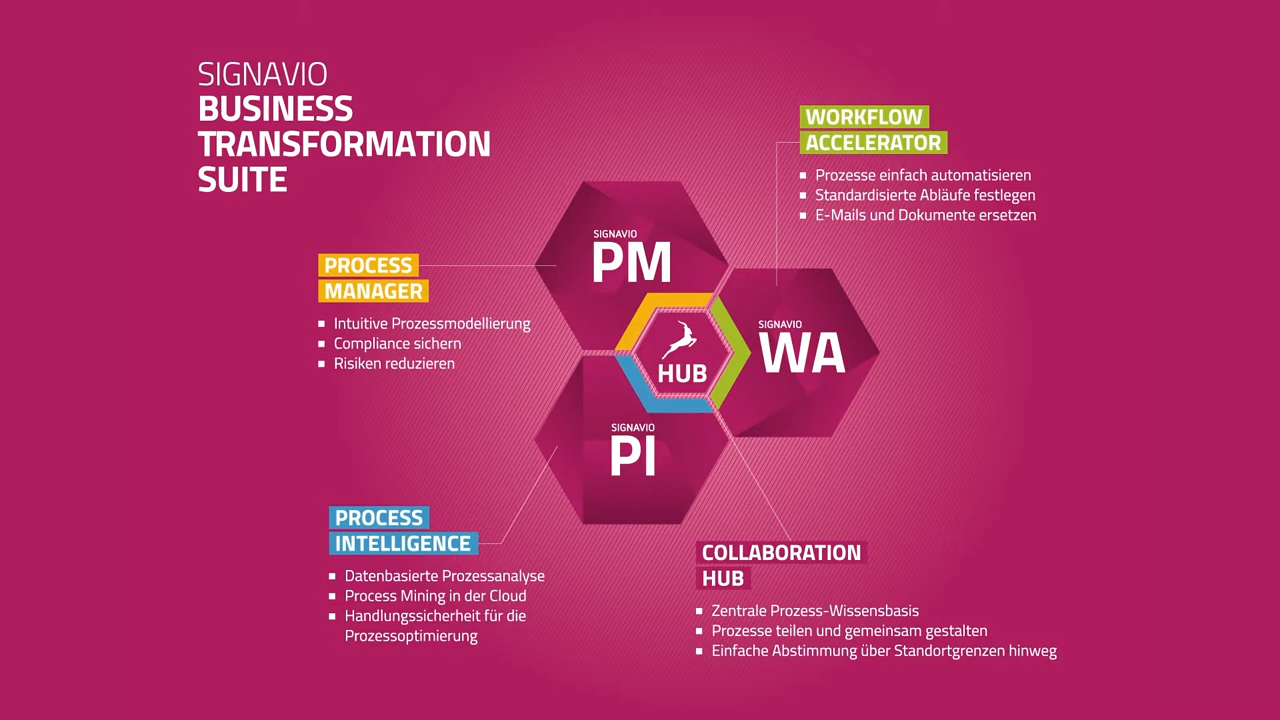 SIGNAVIO
BUSINESS
TRANSFORMATION
SUITE
WORKFLOW
ACCELERATOR
Prozesse einfach automatisieren
Standardisierte Abläufe festlegen
E-Mails und Dokumente ersetzen
SIGNAVIO
PM
PROCESS
MANAGER
Intuitive Prozessmodellierung
Compliance sichern
Risiken reduzieren
SIGNAVIO
WA
HUB
SIGNAVIO
PI
PROCESS
INTELLIGENCE
Datenbasierte Prozessanalyse
Process Mining in der Cloud
Handlungssicherheit für die
Prozessoptimierung
COLLABORATION
HUB
Zentrale Prozess-Wissensbasis
Prozesse teilen und gemeinsam gestalten
Einfache Abstimmung über Standortgrenzen hinweg